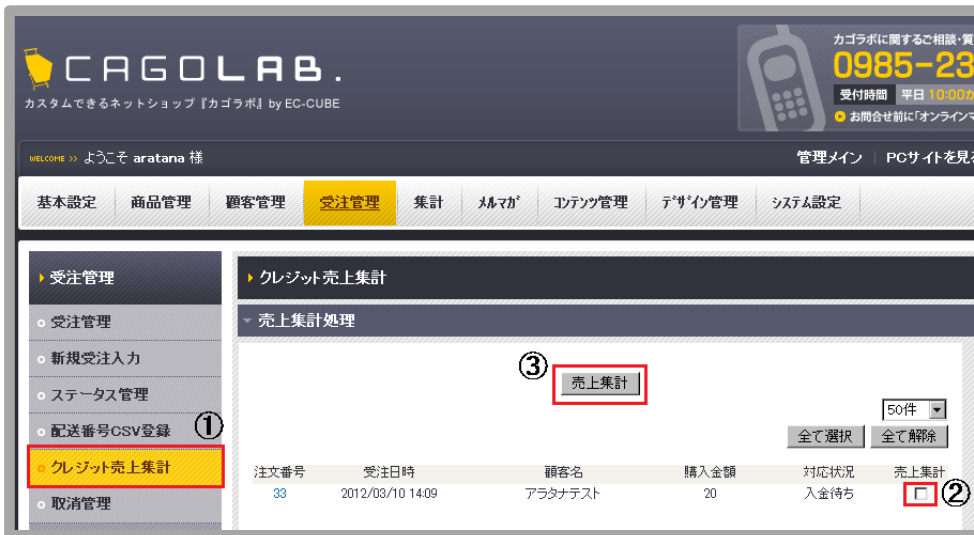 カゴラボに関するご相談・質
0985-23
受付時間 平日 10:00か
お問合せ前に「オンラインマ
CAGOLAB.
カスタムできるネットショップ『カゴラボ』 by EC-CUBE
WELCOME >> ようこそ aratana 様
管理メイン PCサイトを見る
基本設定 商品管理 顧客管理 受注管理 集計 メルマガ コンテンツ管理 デザイン管理 システム設定
受注管理
受注管理
新規受注入力
ステータス管理
配送番号CSV登録 ①
クレジット売上集計
取消管理
クレジット売上集計
売上集計処理
③ 売上集計
50件
全て選択 全て解除
注文番号 受注日時 顧客名 購入金額 対応状況 売上集計
33 2012/03/10 14:09 アラタナテスト 20 入金待ち ②